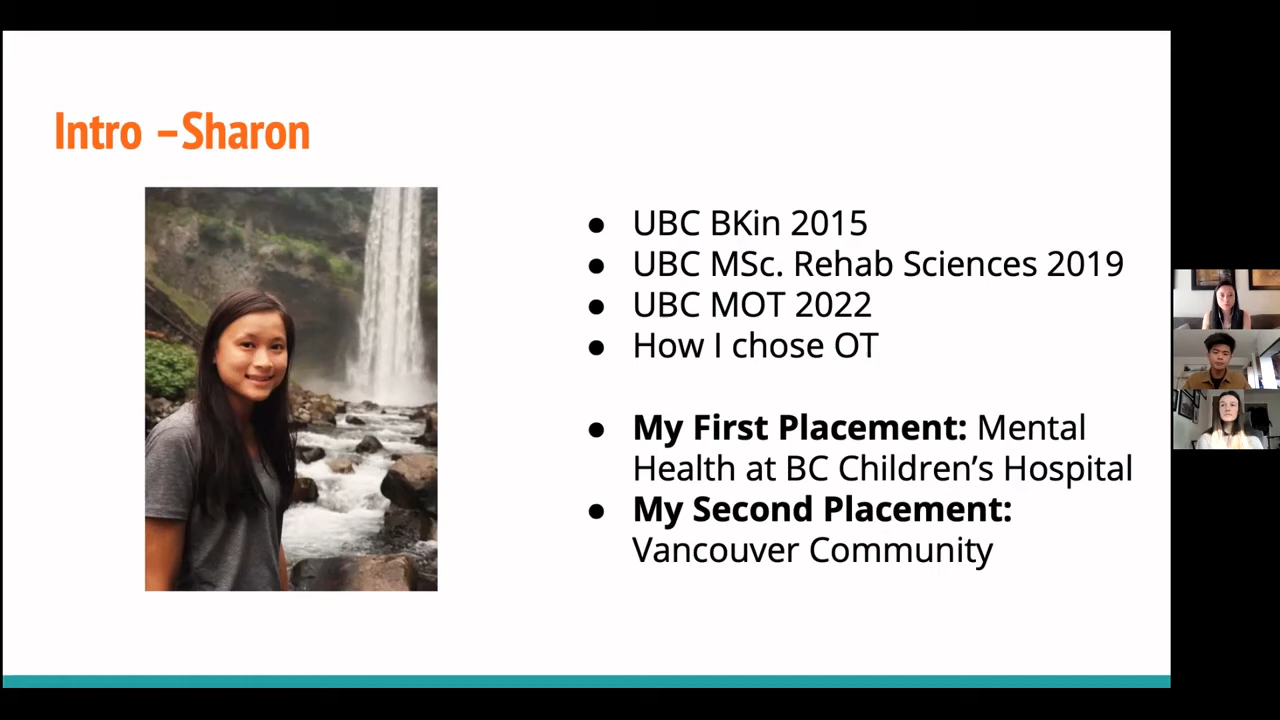 Intro –Sharon
● UBC BKin 2015
● UBC MSc. Rehab Sciences 2019
● UBC MOT 2022
● How I chose OT
● My First Placement: Mental
Health at BC Children’s Hospital
● My Second Placement:
Vancouver Community